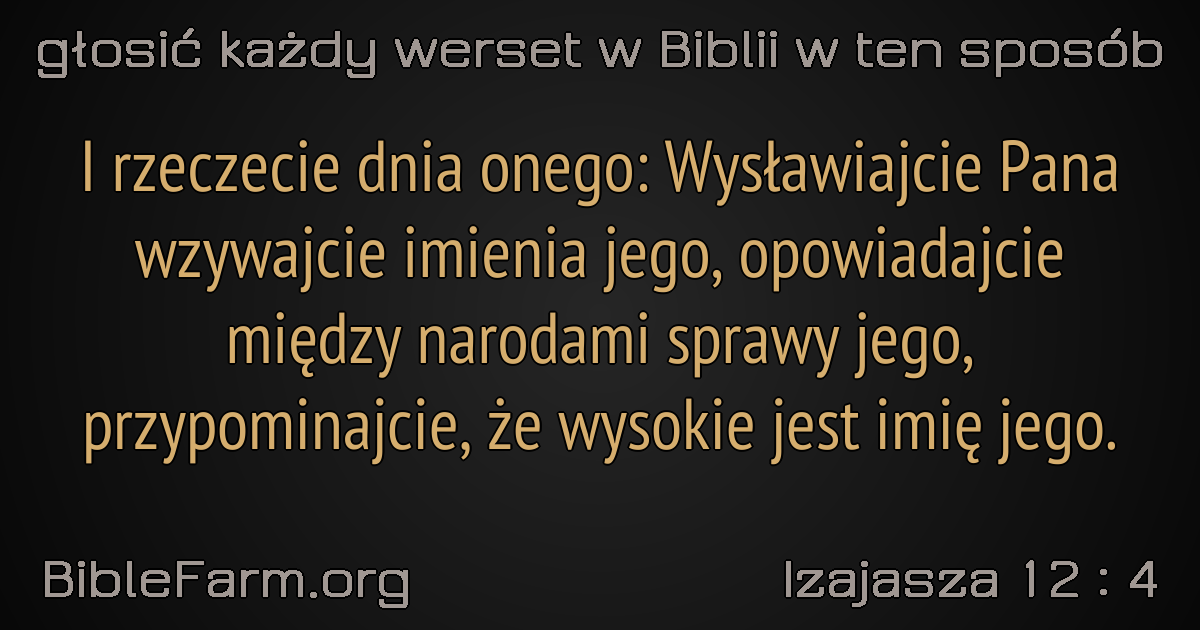 głosić każdy werset w Biblii w ten sposób
I rzeczecie dnia onego: Wysławiajcie Pana
wzywajcie imienia jego, opowiadajcie
między narodami sprawy jego,
przypominajcie, że wysokie jest imię jego.
BibleFarm.org
Izajasza 12 : 4